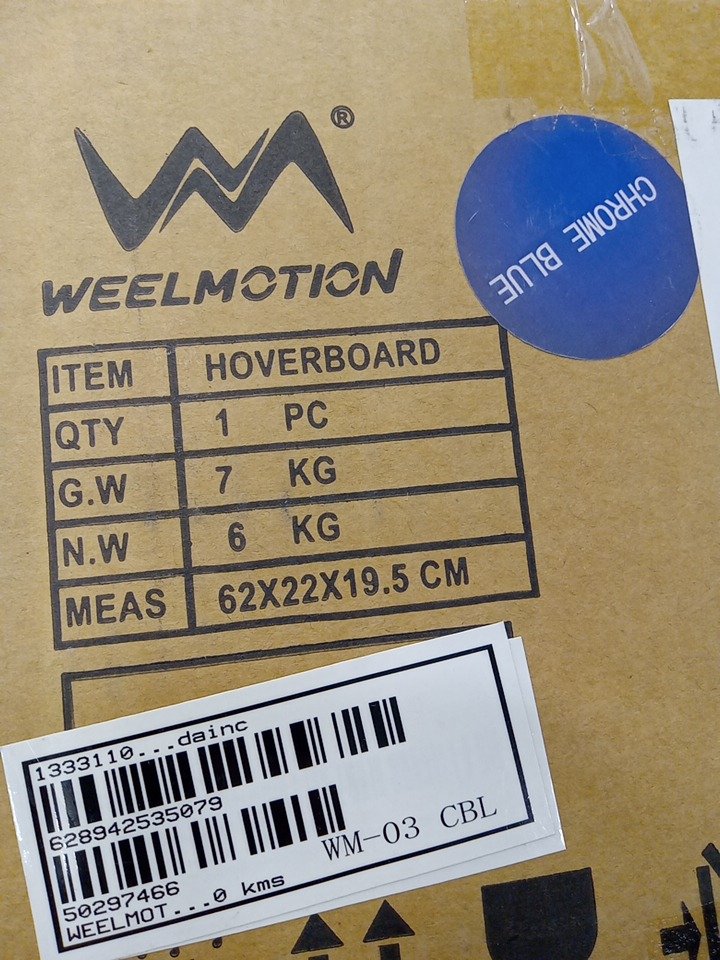 ®
WEELMOTION
CHROME BLUE
ITEM HOVERBOARD
QTY 1 PC
G.W 7 KG
N.W 6 KG
MEAS 62X22X19.5 CM
1333110...dainc
628942535079
50297466
WM-03 CBL
WEELMOT...0 kms